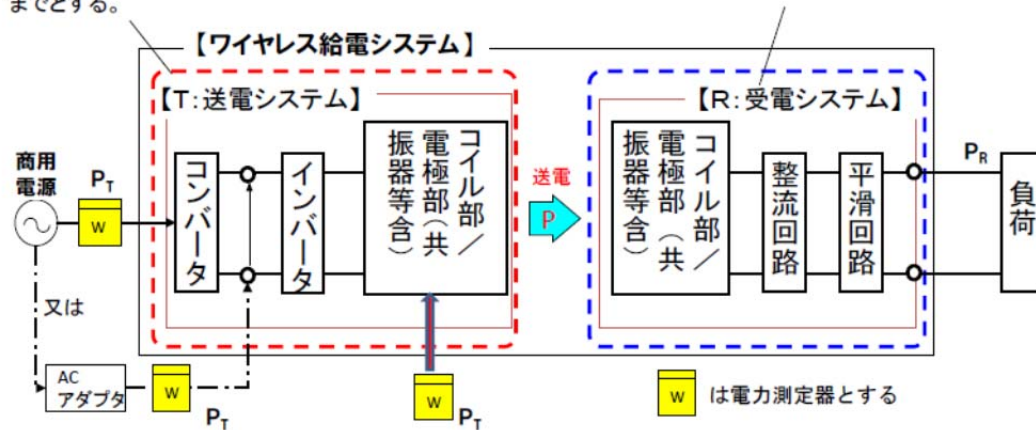 までとする。
【ワイヤレス給電システム】
【T:送電システム】
【R:受電システム】
商用
電源
P_T
W
コンバータ
インバータ
コイル部/
電極部(共
振器等含)
送電
P
コイル部/
電極部(共
振器等含)
整流回路
平滑回路
P_R
負荷
又は
AC
アダプタ
W
P_T
W
P_T
W
は電力測定器とする